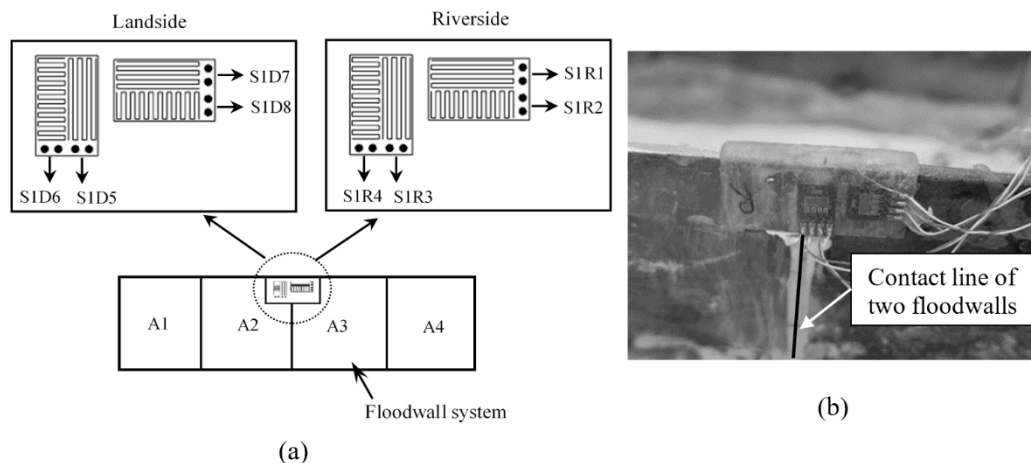 Landside
Riverside
S1D7
S1D8
S1D6
S1D5
S1R1
S1R2
S1R4
S1R3
A1
A2
A3
A4
Floodwall system
(a)
Contact line of
two floodwalls
(b)